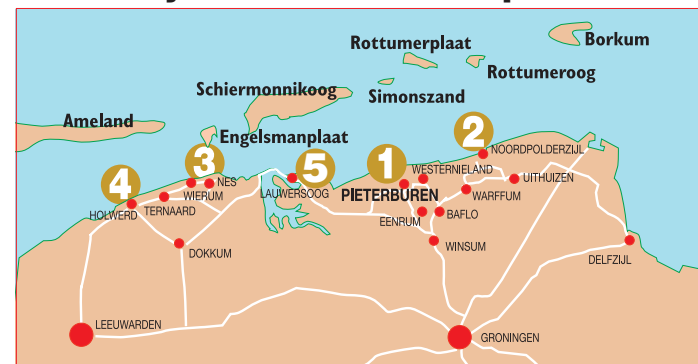 Borkum
Rottumerplaat
Rottumeroog
Schiermonnikoog
Simonszand
Ameland
Engelsmanplaat
2
NOORDPOLDERZIJL
3
5
1
WESTERNIELAND
4
NES
UITHUIZEN
WIERUM
LAUWERSOOG
PIETERBUREN
WARFFUM
HOLWERD
TERNAARD
EENRUM
BAFLO
WINSUM
DOKKUM
DELFZIJL
LEEUWARDEN
GRONINGEN